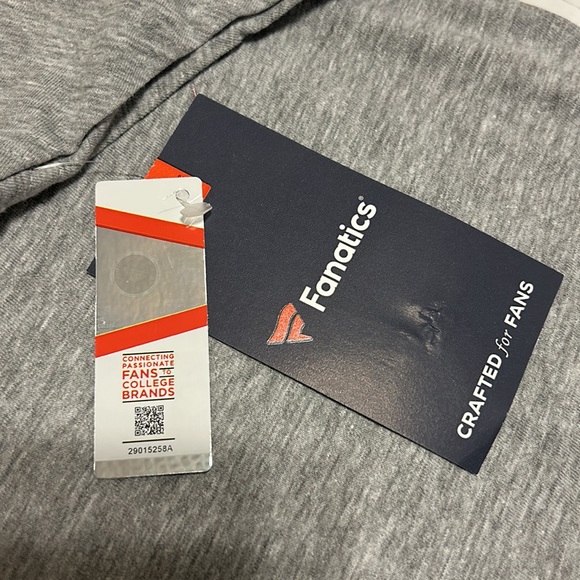 CONNECTING
PASSIONATE
FANS TO
COLLEGE
BRANDS
29015258A
Fanatics®
CRAFTED for FANS